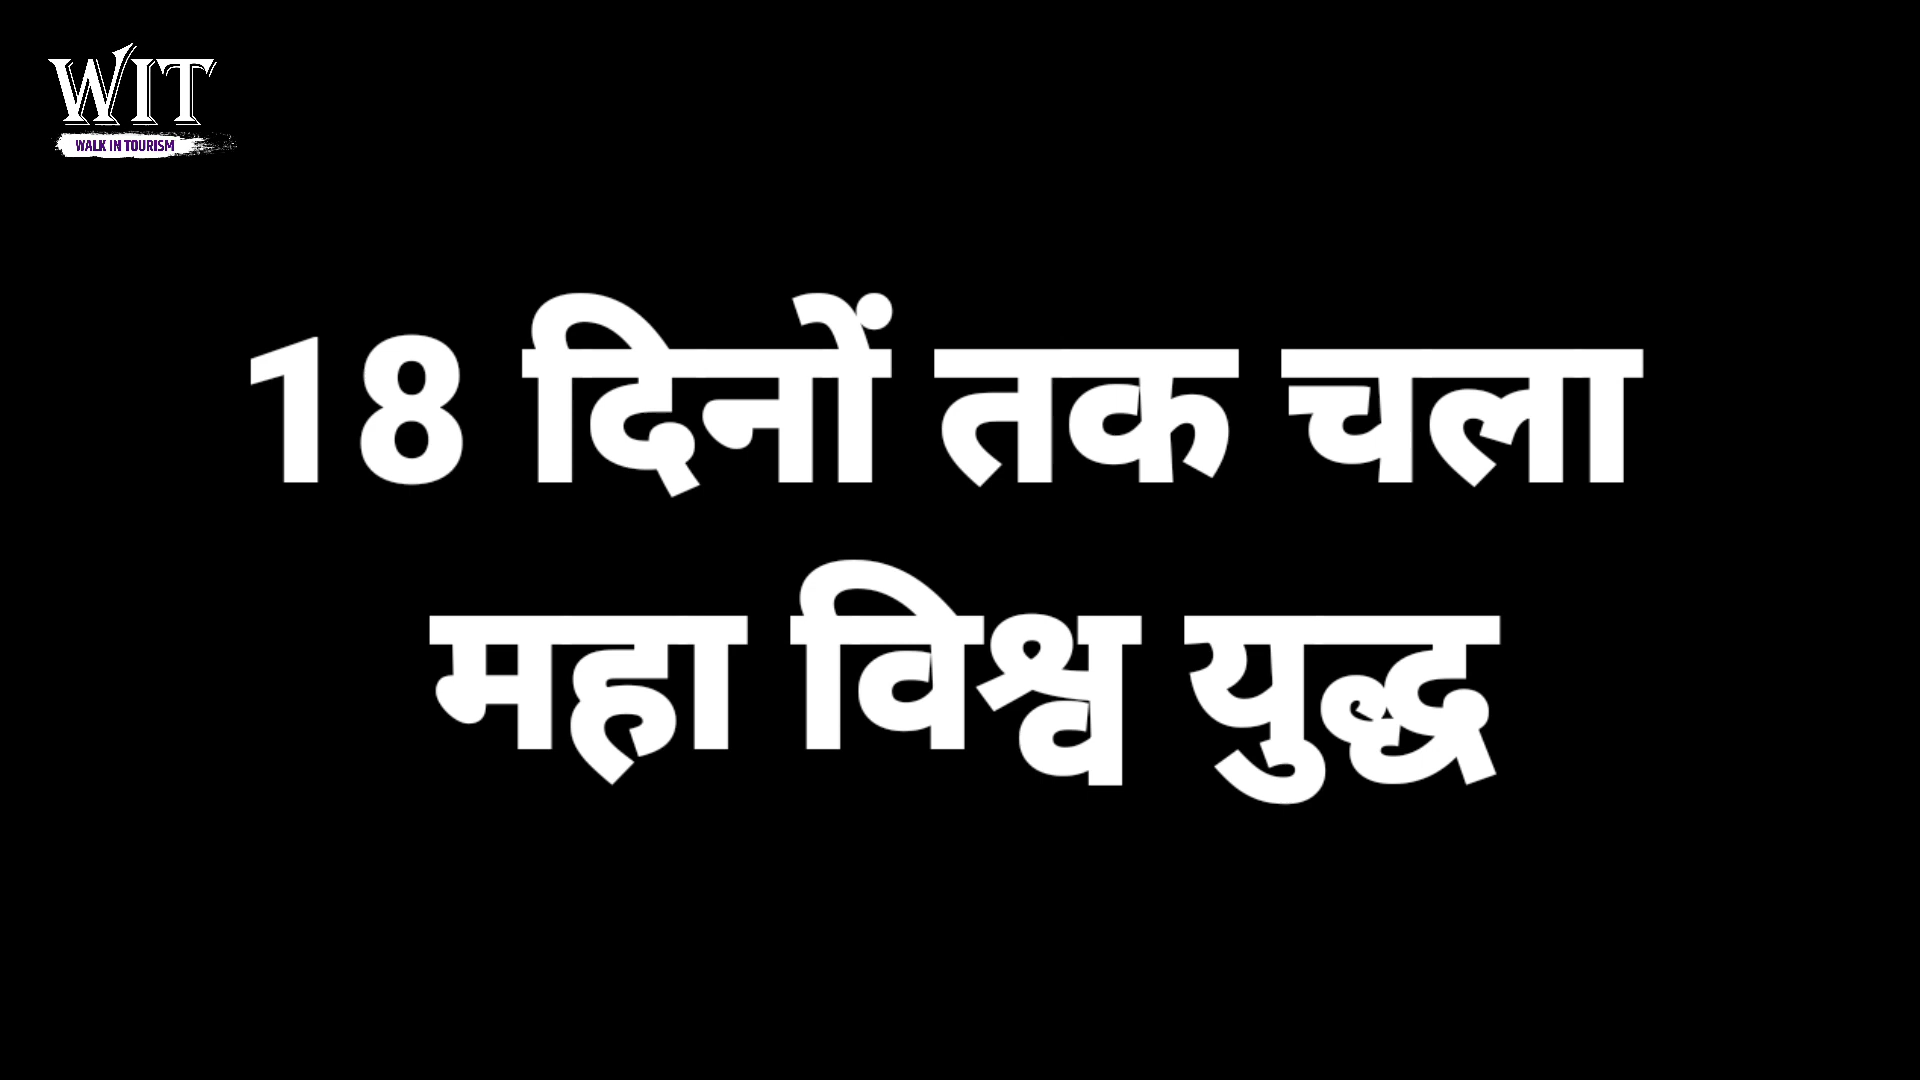 WIT
WALK IN TOURISM
18 दिनों तक चला
महा विश्व युद्ध